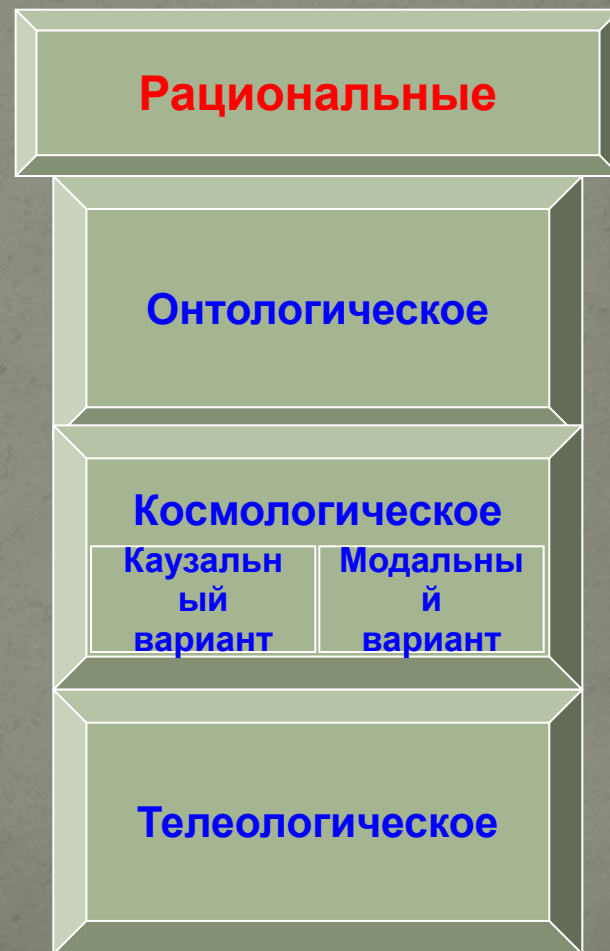 Рациональные
Онтологическое
Космологическое
Каузальн
ый
вариант
Модальны
й
вариант
Телеологическое